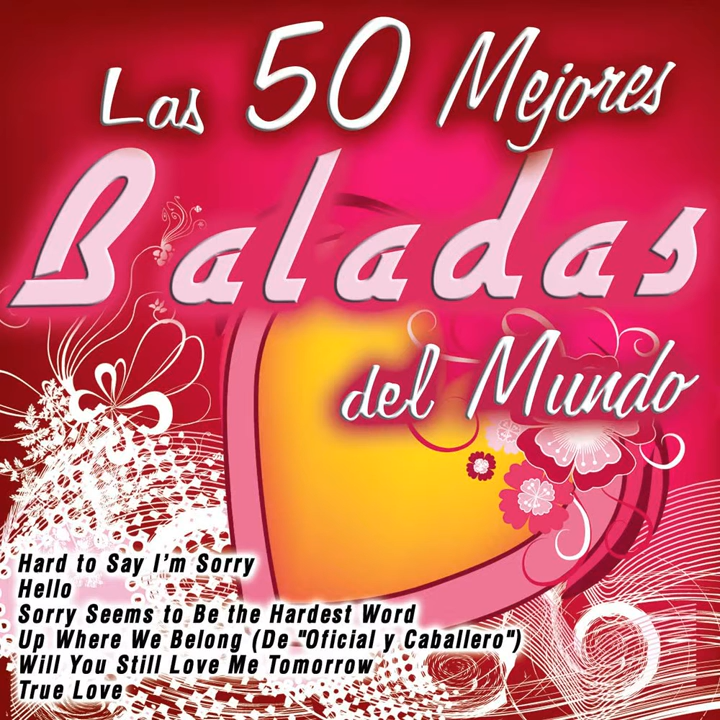 Las 50 Mejores
Baladas
del Mundo
Hard to Say I'm Sorry
Hello
Sorry Seems to Be the Hardest Word
Up Where We Belong (De "Oficial y Caballero")
Will You Still Love Me Tomorrow
True Love